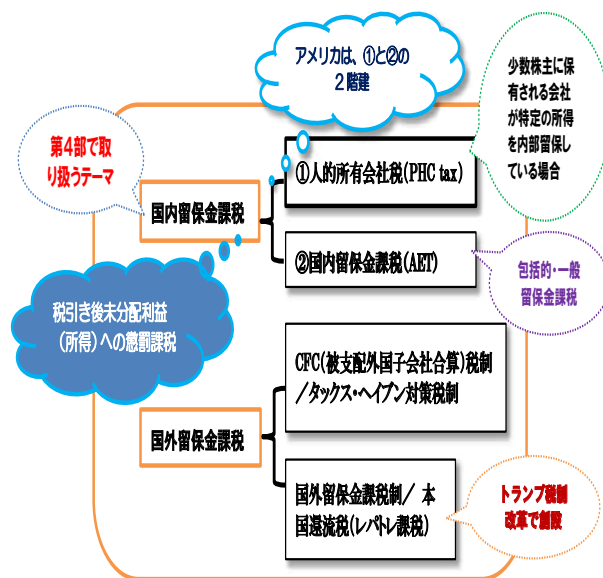 アメリカは、①と②の
２階建
少数株主に保
有される会社
が特定の所得
を内部留保し
ている場合
第４部で取
り扱うテーマ
①人的所有会社税(PHC tax)
国内留保金課税
②国内留保金課税(AET)
包括的・一般
留保金課税
税引き後未分配利益
（所得）への懲罰課税
CFC(被支配外国子会社合算)税制
／タックス・ヘイブン対策税制
国外留保金課税
国外留保金課税制／ 本
国還流税(レパトレ課税)
トランプ税制
改革で創設